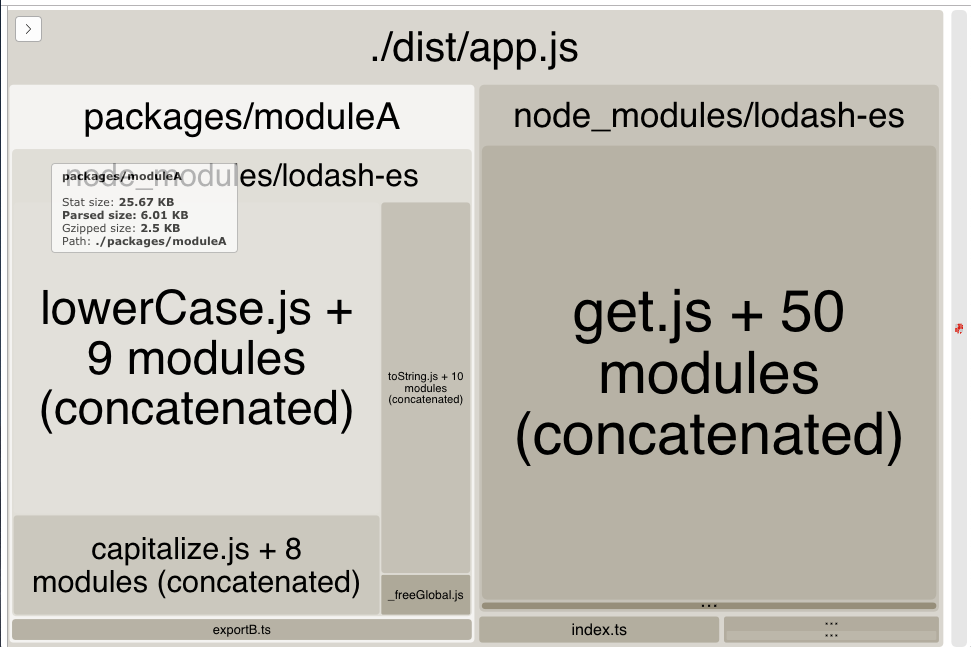 ./dist/app.js
packages/moduleA
node_modules/lodash-es
node_modules/lodash-es
packages/moduleA
Stat size: 25.67 KB
Parsed size: 6.01 KB
Gzipped size: 2.5 KB
Path: ./packages/moduleA
lowerCase.js +
9 modules
(concatenated)
toString.js + 10
modules
(concatenated)
get.js + 50
modules
(concatenated)
capitalize.js + 8
modules (concatenated)
_freeGlobal.js
...
exportB.ts
index.ts
...
...